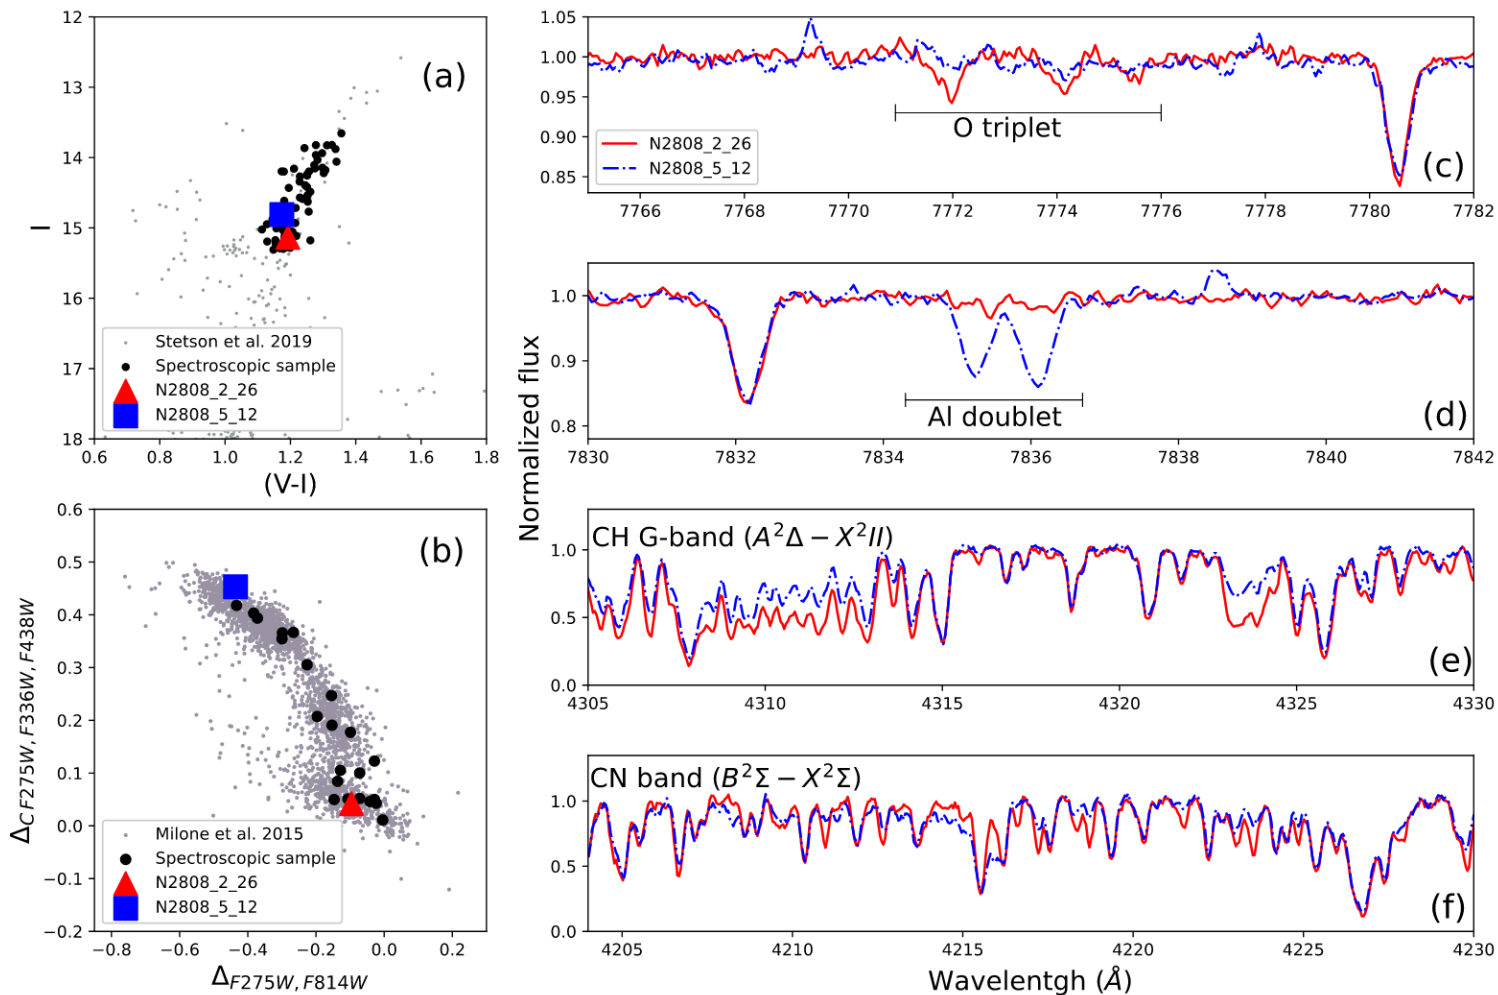 12
13
14
15
16
17
18
I
(a)
Stetson et al. 2019
Spectroscopic sample
N2808_2_26
N2808_5_12
0.6 0.8 1.0 1.2 1.4 1.6 1.8
(V-I)
0.6
0.5
0.4
0.3
0.2
0.1
0.0
−0.1
−0.2
Δ_{C F275W, F336W, F438W}
(b)
Milone et al. 2015
Spectroscopic sample
N2808_2_26
N2808_5_12
−0.8 −0.6 −0.4 −0.2 0.0 0.2
Δ_{F275W, F814W}
Normalized flux
1.05
1.00
0.95
0.90
0.85
O triplet
N2808_2_26
N2808_5_12
(c)
7766 7768 7770 7772 7774 7776 7778 7780 7782
1.0
0.9
0.8
Al doublet
(d)
7830 7832 7834 7836 7838 7840 7842
CH G-band (A²Δ − X²II)
1.0
0.5
0.0
(e)
4305 4310 4315 4320 4325 4330
CN band (B²Σ − X²Σ)
1.0
0.5
0.0
(f)
4205 4210 4215 4220 4225 4230
Wavelentgh (Å)